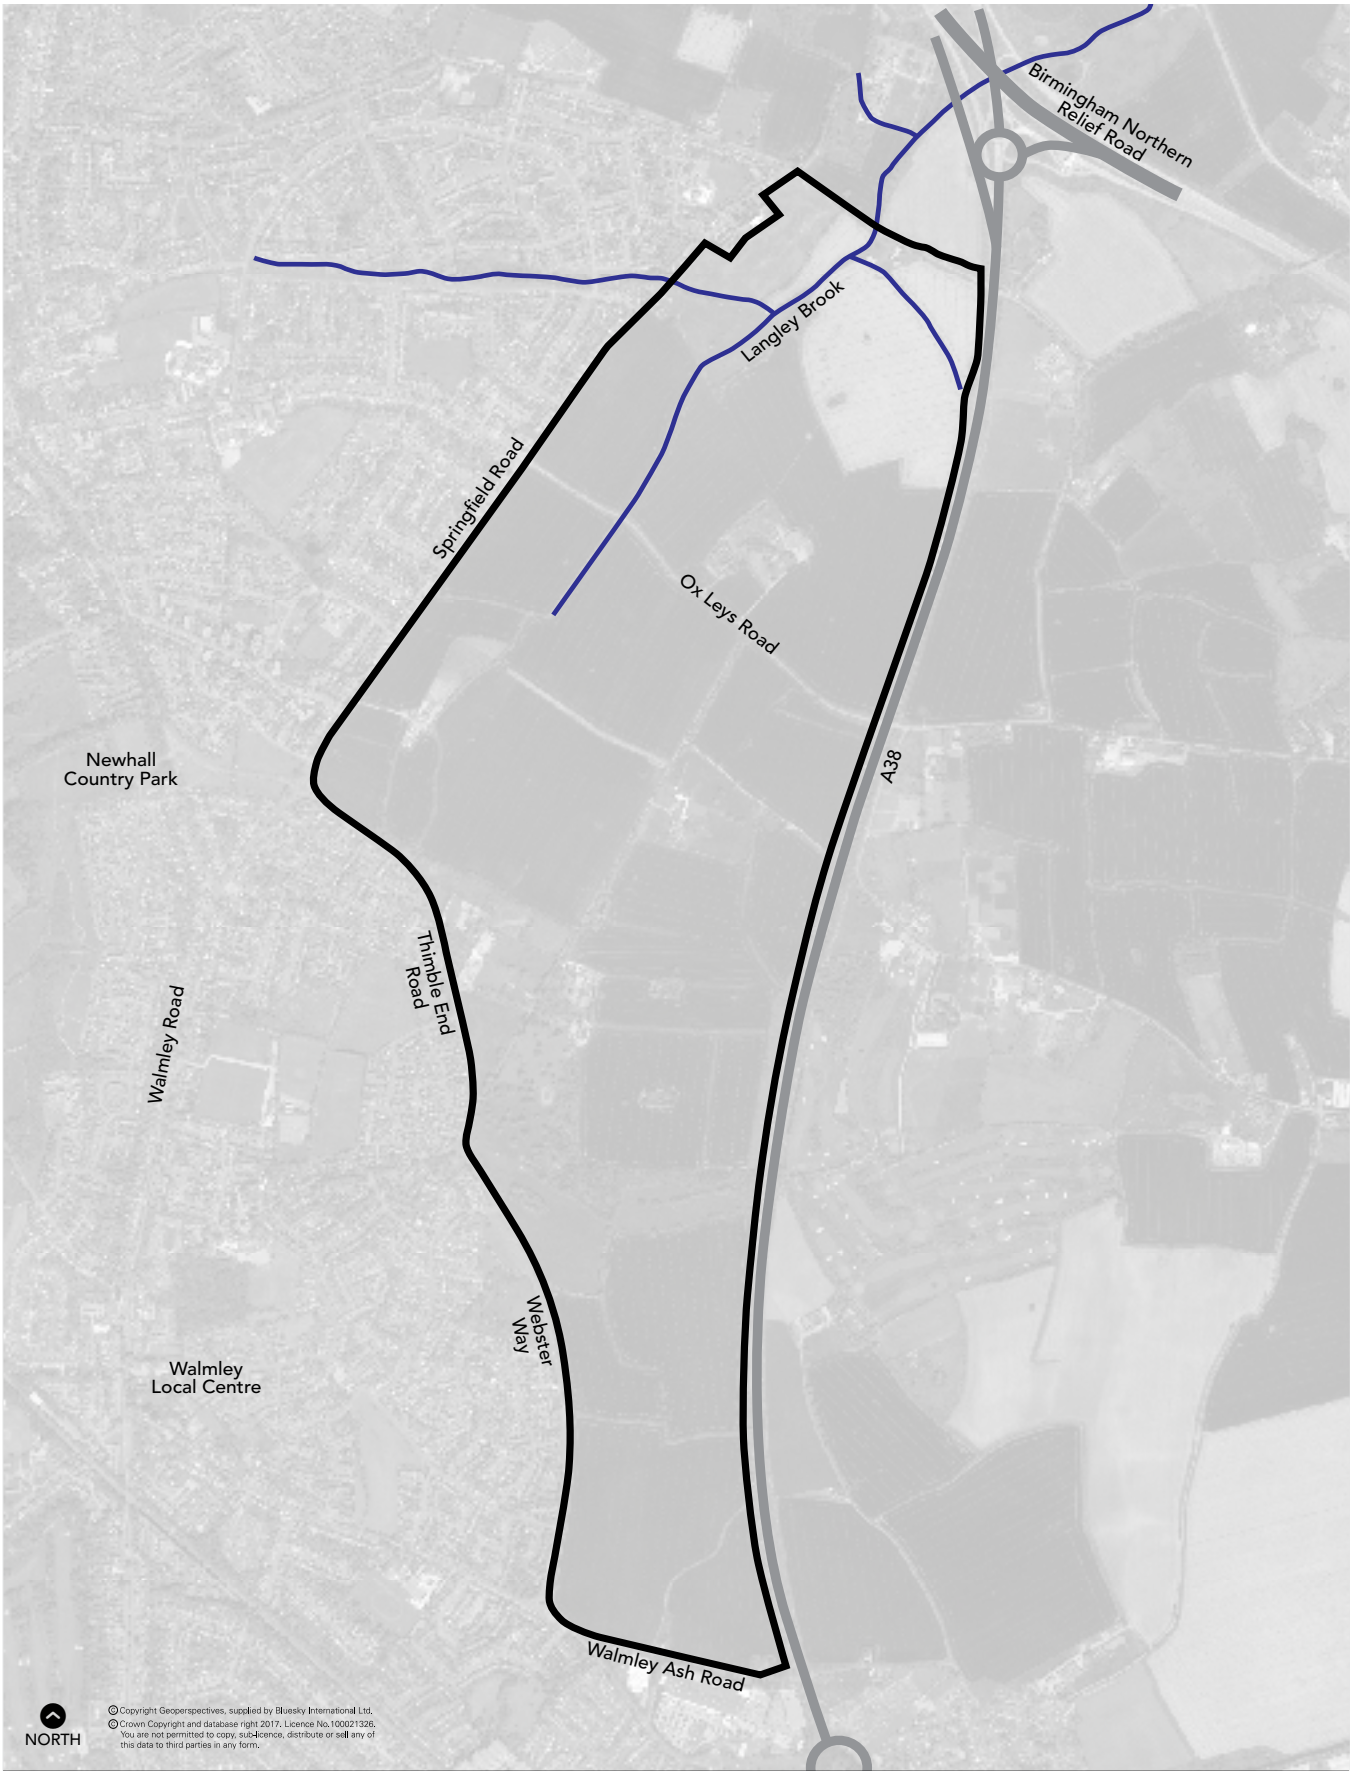 Birmingham Northern
Relief Road
Langley Brook
Springfield Road
Ox Leys Road
A38
Newhall
Country Park
Thimble End
Road
Walmley Road
Webster
Way
Walmley
Local Centre
Walmley Ash Road
NORTH
© Copyright Geoperspectives, supplied by Bluesky International Ltd.
© Crown Copyright and database right 2017. Licence No.100021326.
You are not permitted to copy, sub-licence, distribute or sell any of
this data to third parties in any form.